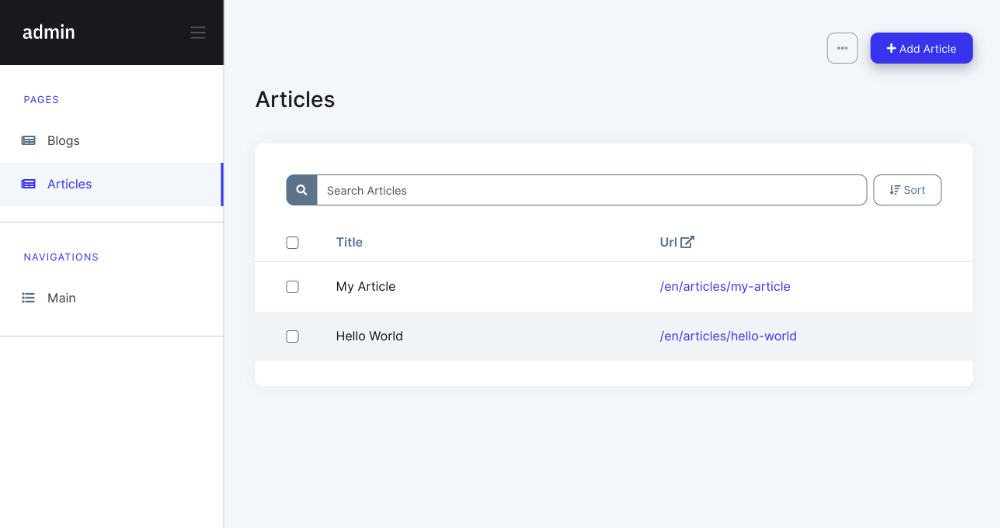 admin
PAGES
Blogs
Articles
NAVIGATIONS
Main
Add Article
Articles
Search Articles
Sort
Title Url
My Article /en/articles/my-article
Hello World /en/articles/hello-world